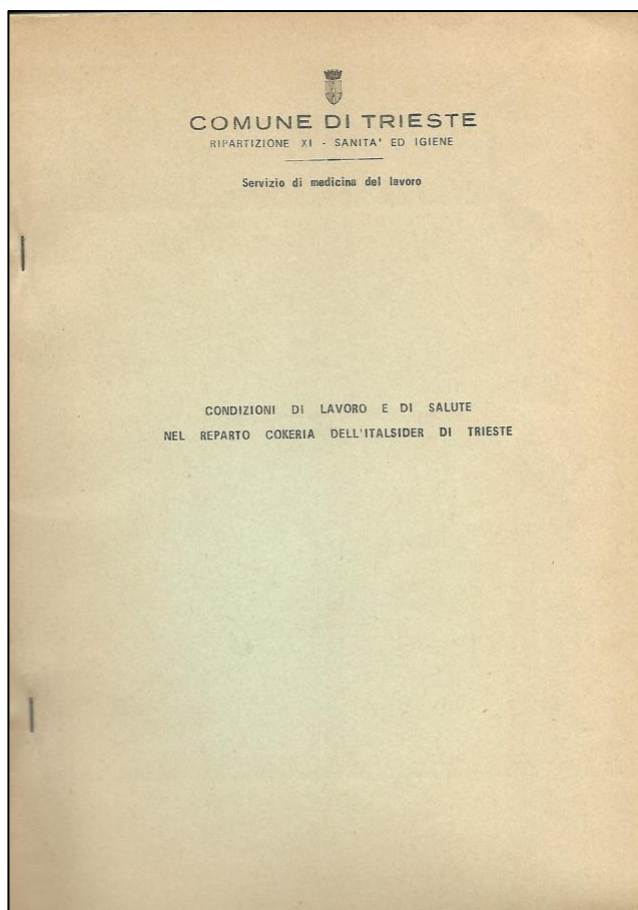 COMUNE DI TRIESTE
RIPARTIZIONE XI - SANITA' ED IGIENE
Servizio di medicina del lavoro
CONDIZIONI DI LAVORO E DI SALUTE
NEL REPARTO COKERIA DELL'ITALSIDER DI TRIESTE